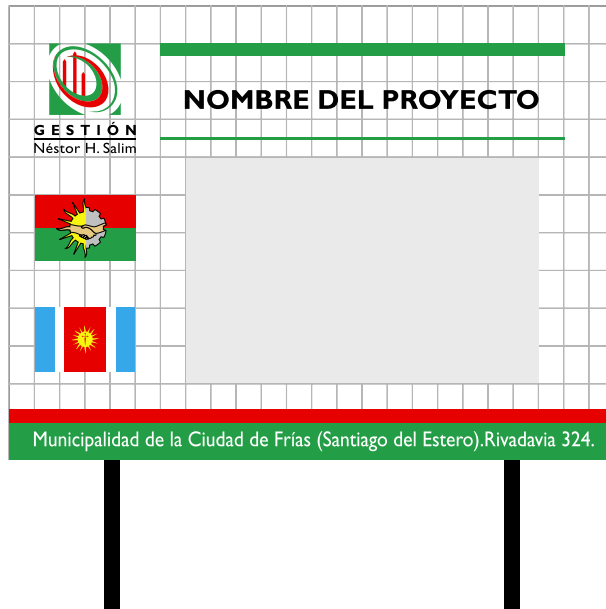 NOMBRE DEL PROYECTO
GESTIÓN
Néstor H. Salim
Municipalidad de la Ciudad de Frías (Santiago del Estero).Rivadavia 324.